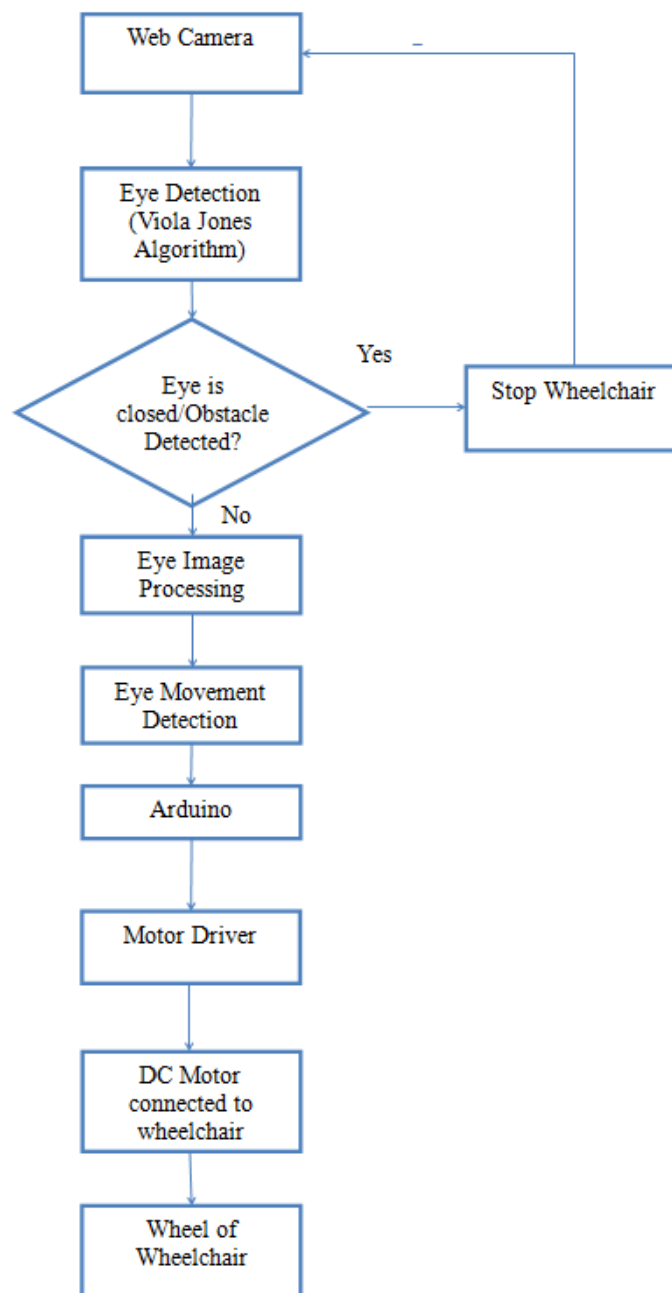 Web Camera
Eye Detection
(Viola Jones
Algorithm)
Eye is
closed/Obstacle
Detected?
Yes
Stop Wheelchair
No
Eye Image
Processing
Eye Movement
Detection
Arduino
Motor Driver
DC Motor
connected to
wheelchair
Wheel of
Wheelchair